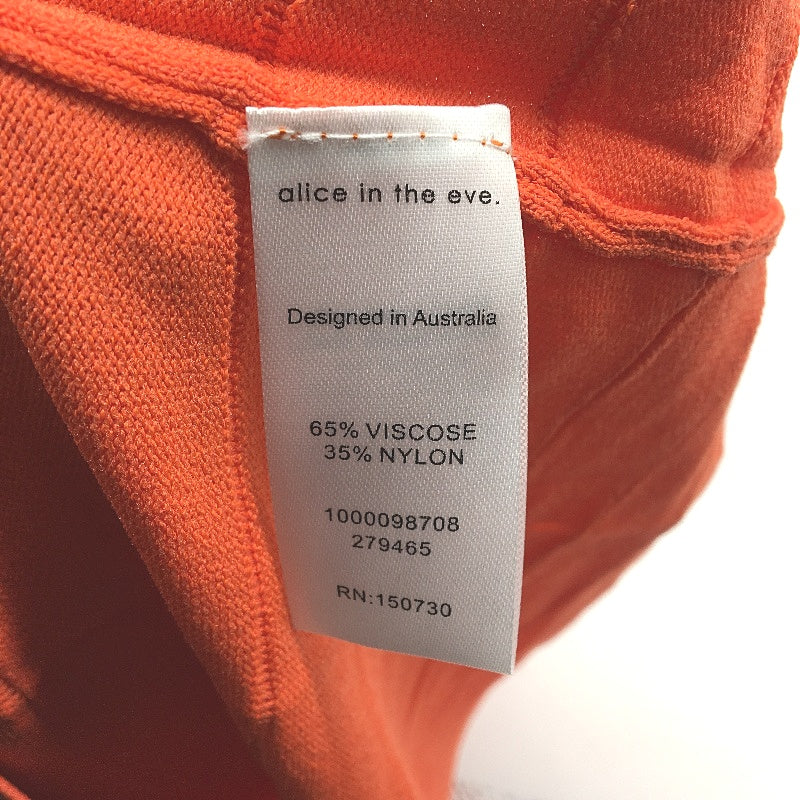 alice in the eve.
Designed in Australia
65% VISCOSE
35% NYLON
1000098708
279465
RN:150730